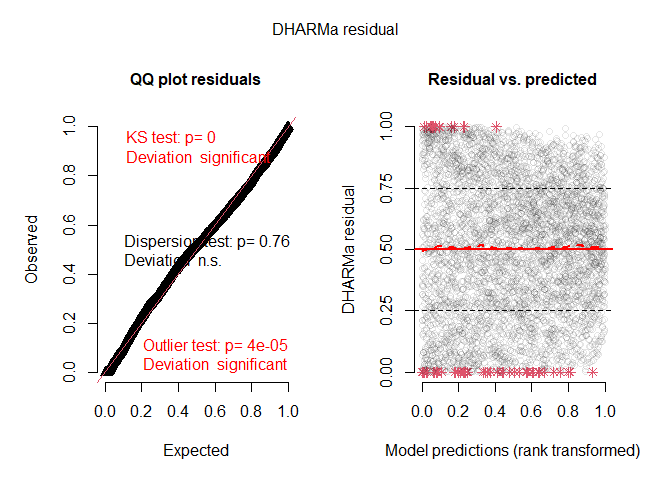 DHARMa residual
QQ plot residuals
KS test: p= 0
Deviation significant
Dispersion test: p= 0.76
Deviation n.s.
Outlier test: p= 4e-05
Deviation significant
Observed
0.0 0.2 0.4 0.6 0.8 1.0
0.0 0.2 0.4 0.6 0.8 1.0
Expected
Residual vs. predicted
DHARMa residual
0.00 0.25 0.50 0.75 1.00
0.0 0.2 0.4 0.6 0.8 1.0
Model predictions (rank transformed)